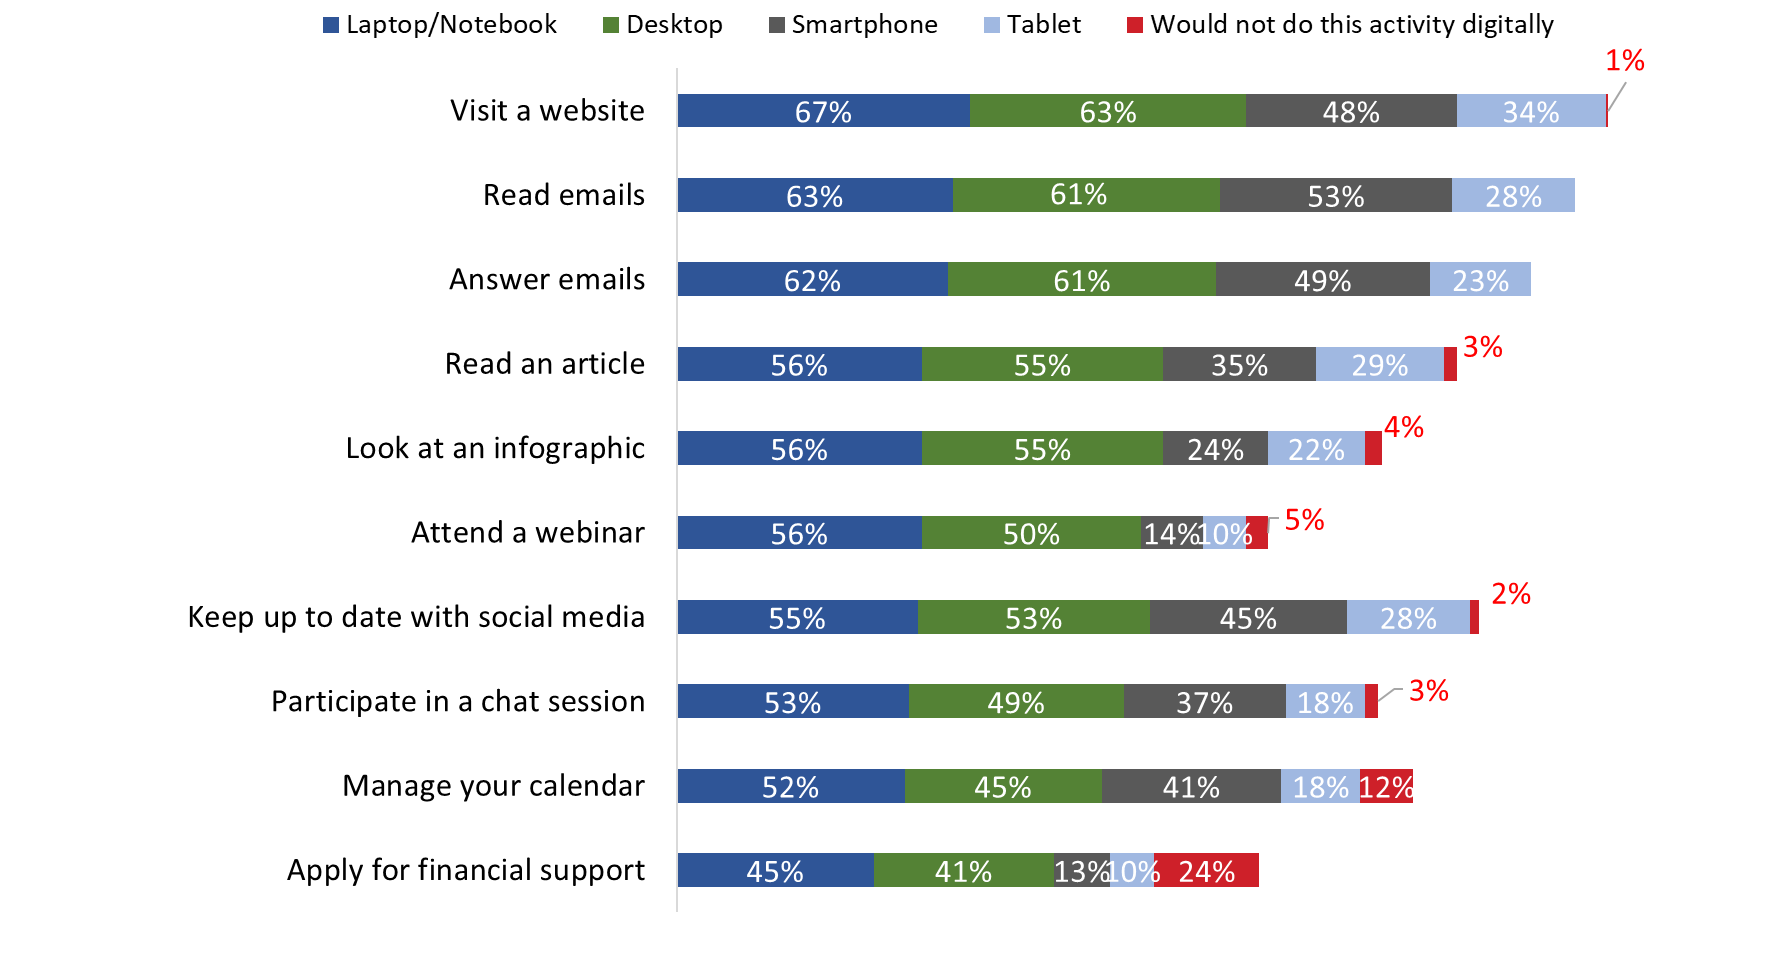 Laptop/Notebook Desktop Smartphone Tablet Would not do this activity digitally
1%
Visit a website 67% 63% 48% 34%
Read emails 63% 61% 53% 28%
Answer emails 62% 61% 49% 23%
Read an article 56% 55% 35% 29% 3%
Look at an infographic 56% 55% 24% 22% 4%
Attend a webinar 56% 50% 14% 10% 5%
Keep up to date with social media 55% 53% 45% 28% 2%
Participate in a chat session 53% 49% 37% 18% 3%
Manage your calendar 52% 45% 41% 18% 12%
Apply for financial support 45% 41% 13% 10% 24%